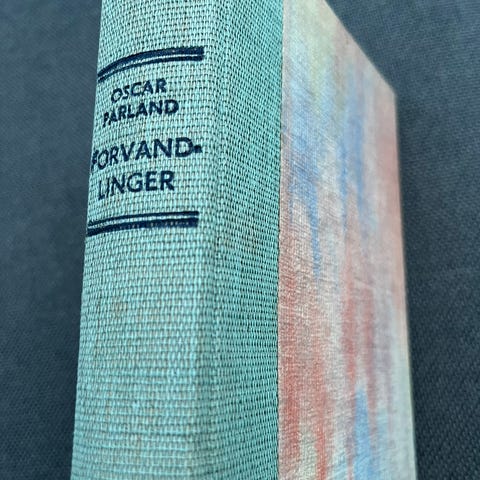 OSCAR
PARLAND
FORVAND-
LINGER